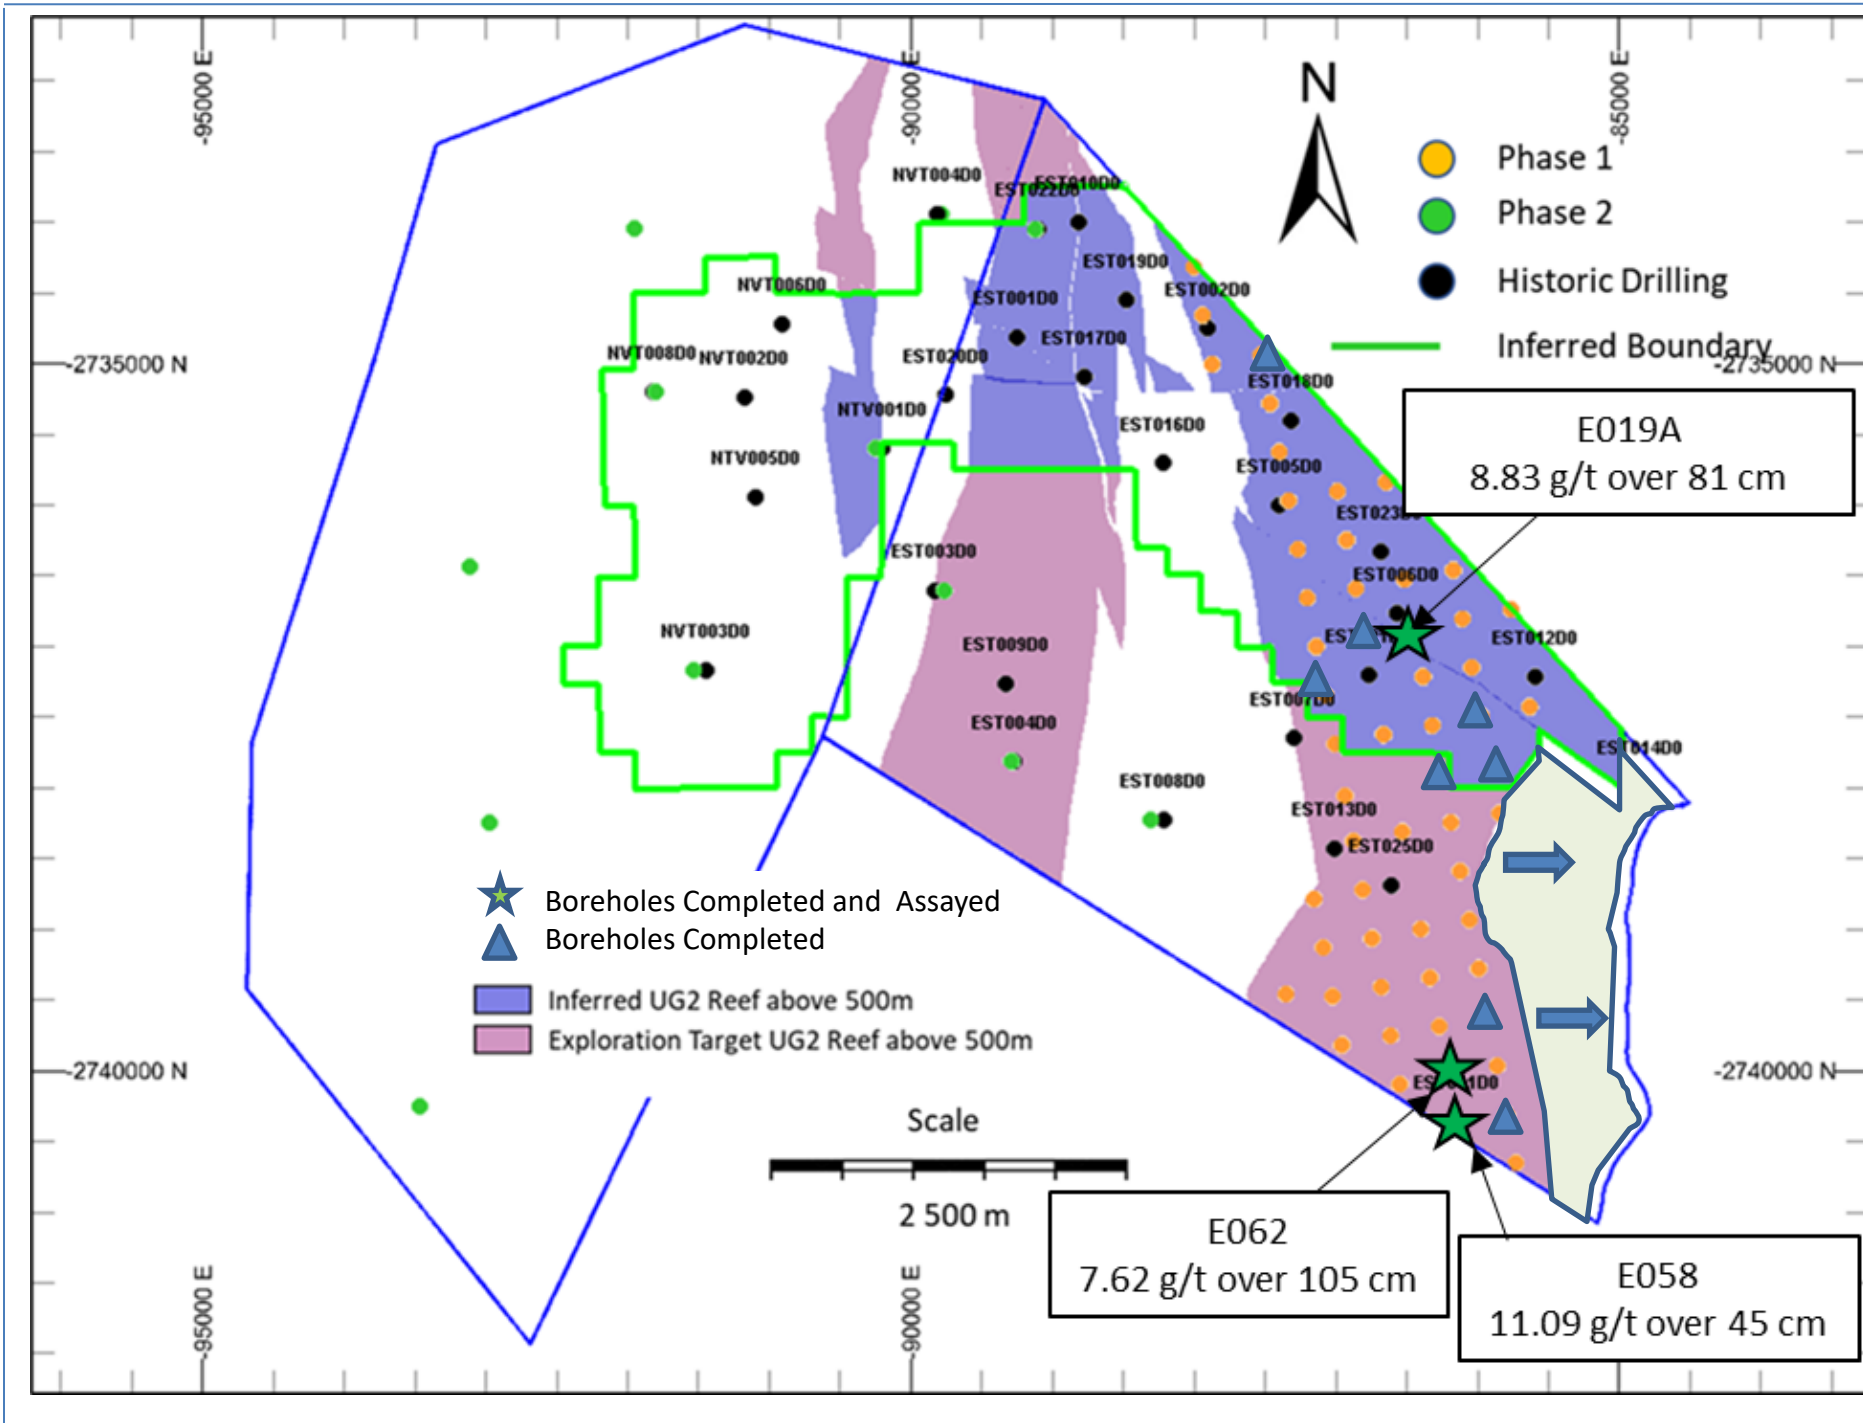 -95000 E
-90000 E
-85000 E
N
Phase 1
Phase 2
Historic Drilling
Inferred Boundary
-2735000 N
-2735000 N
NVT004D0
EST022D0
EST010D0
EST019D0
EST002D0
NVT006D0
EST001D0
EST017D0
NVT008D0
NVT002D0
EST020D0
EST018D0
NTV001D0
EST016D0
NTV005D0
EST005D0
E019A
8.83 g/t over 81 cm
EST003D0
EST006D0
NVT003D0
EST009D0
EST012D0
EST007D0
EST004D0
EST014D0
EST008D0
EST013D0
EST025D0
Boreholes Completed and Assayed
Boreholes Completed
Inferred UG2 Reef above 500m
Exploration Target UG2 Reef above 500m
-2740000 N
-2740000 N
Scale
2 500 m
E062
7.62 g/t over 105 cm
E058
11.09 g/t over 45 cm
-95000 E
-90000 E